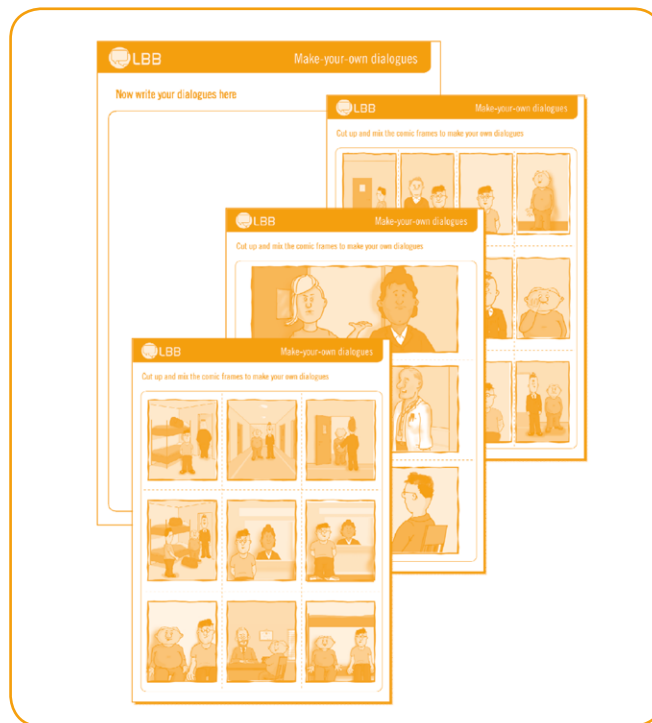 LBB
Make-your-own dialogues
Now write your dialogues here
LBB
Make-your-own dialogues
Cut up and mix the comic frames to make your own dialogues
LBB
Make-your-own dialogues
Cut up and mix the comic frames to make your own dialogues
LBB
Make-your-own dialogues
Cut up and mix the comic frames to make your own dialogues